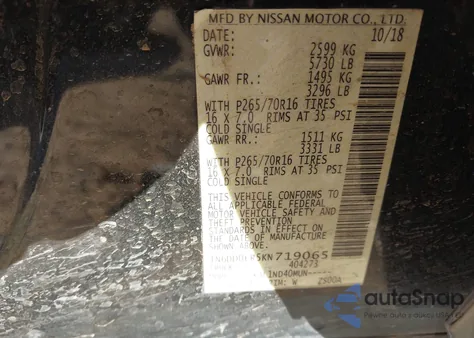 MFD BY NISSAN MOTOR CO., LTD.
DATE: 10/18
GVWR: 2599 KG
5730 LB
GAWR FR.: 1495 KG
3296 LB
WITH P265/70R16 TIRES
16 X 7.0 RIMS AT 35 PSI
COLD SINGLE
GAWR RR.: 1511 KG
3331 LB
WITH P265/70R16 TIRES
16 X 7.0 RIMS AT 35 PSI
COLD SINGLE
THIS VEHICLE CONFORMS TO
ALL APPLICABLE FEDERAL
MOTOR VEHICLE SAFETY AND
THEFT PREVENTION
STANDARDS IN EFFECT ON
THE DATE OF MANUFACTURE
SHOWN ABOVE.
719065
404273
W
autoSnap